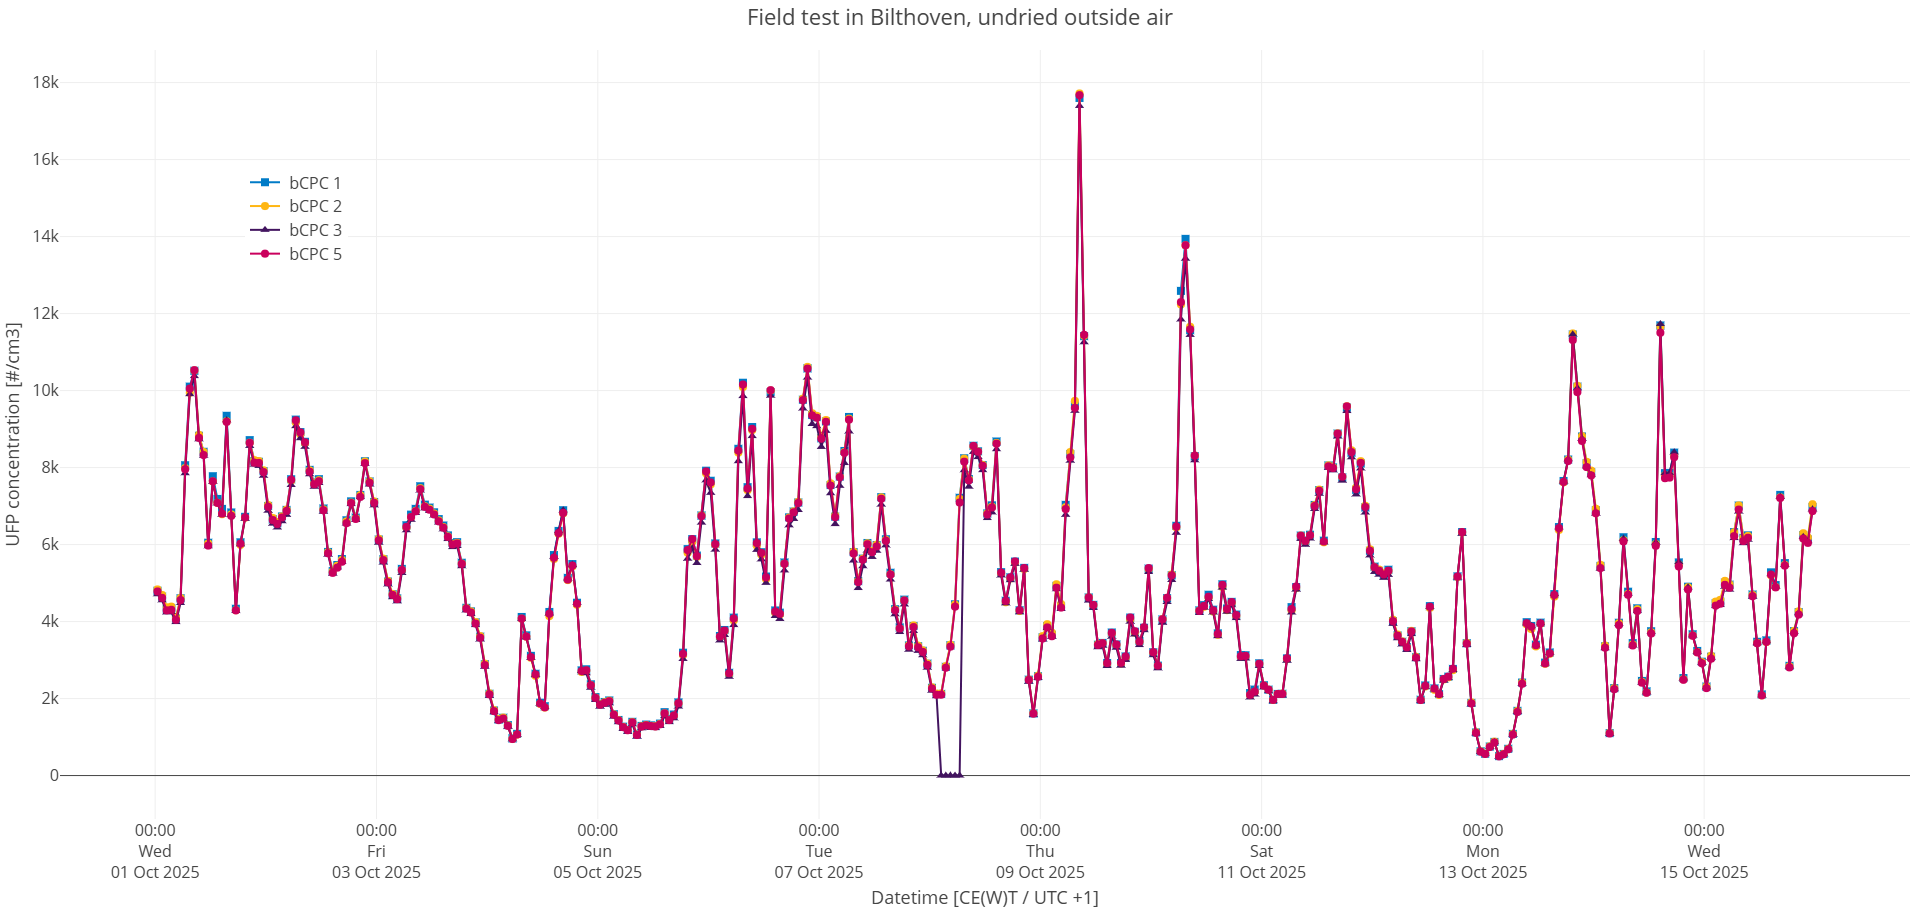 Field test in Bilthoven, undried outside air
UFP concentration [#/cm3]
18k
16k
14k
12k
10k
8k
6k
4k
2k
0
bCPC 1
bCPC 2
bCPC 3
bCPC 5
00:00 00:00 00:00 00:00 00:00 00:00 00:00 00:00
Wed Fri Sun Tue Thu Sat Mon Wed
01 Oct 2025 03 Oct 2025 05 Oct 2025 07 Oct 2025 09 Oct 2025 11 Oct 2025 13 Oct 2025 15 Oct 2025
Datetime [CE(W)T / UTC +1]